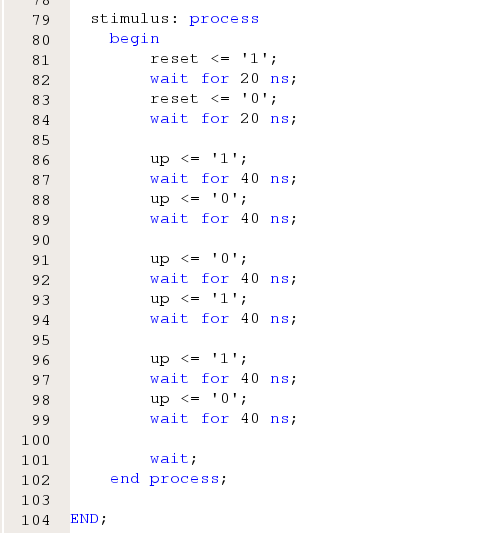 78
79 stimulus: process
80 begin
81 reset <= '1';
82 wait for 20 ns;
83 reset <= '0';
84 wait for 20 ns;
85
86 up <= '1';
87 wait for 40 ns;
88 up <= '0';
89 wait for 40 ns;
90
91 up <= '0';
92 wait for 40 ns;
93 up <= '1';
94 wait for 40 ns;
95
96 up <= '1';
97 wait for 40 ns;
98 up <= '0';
99 wait for 40 ns;
100
101 wait;
102 end process;
103
104 END;